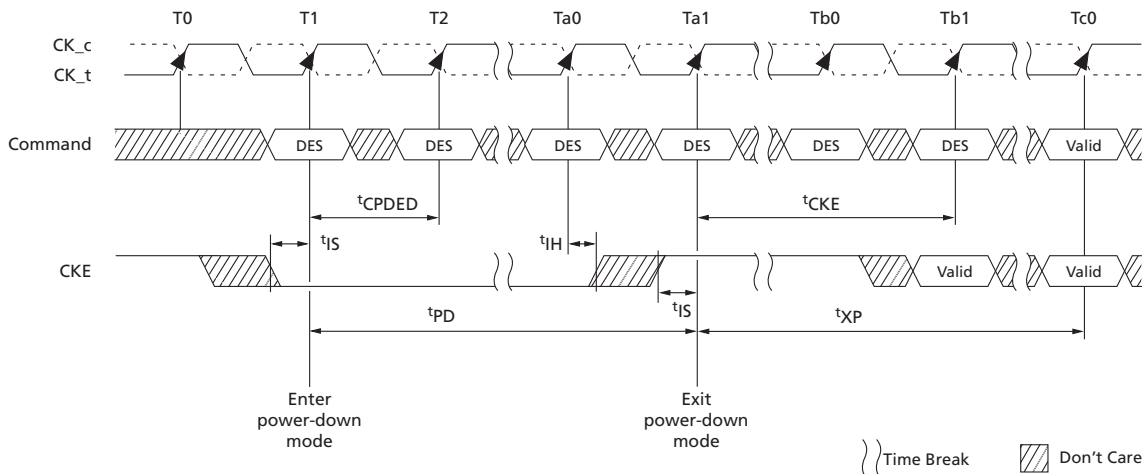 T0 T1 T2 Ta0 Ta1 Tb0 Tb1 Tc0
CK_c
CK_t
Command DES DES DES DES DES DES Valid
tCPDED tCKE
tIS tIH
CKE Valid Valid
tIS
tPD tXP
Enter
power-down
mode
Exit
power-down
mode
Time Break Don't Care